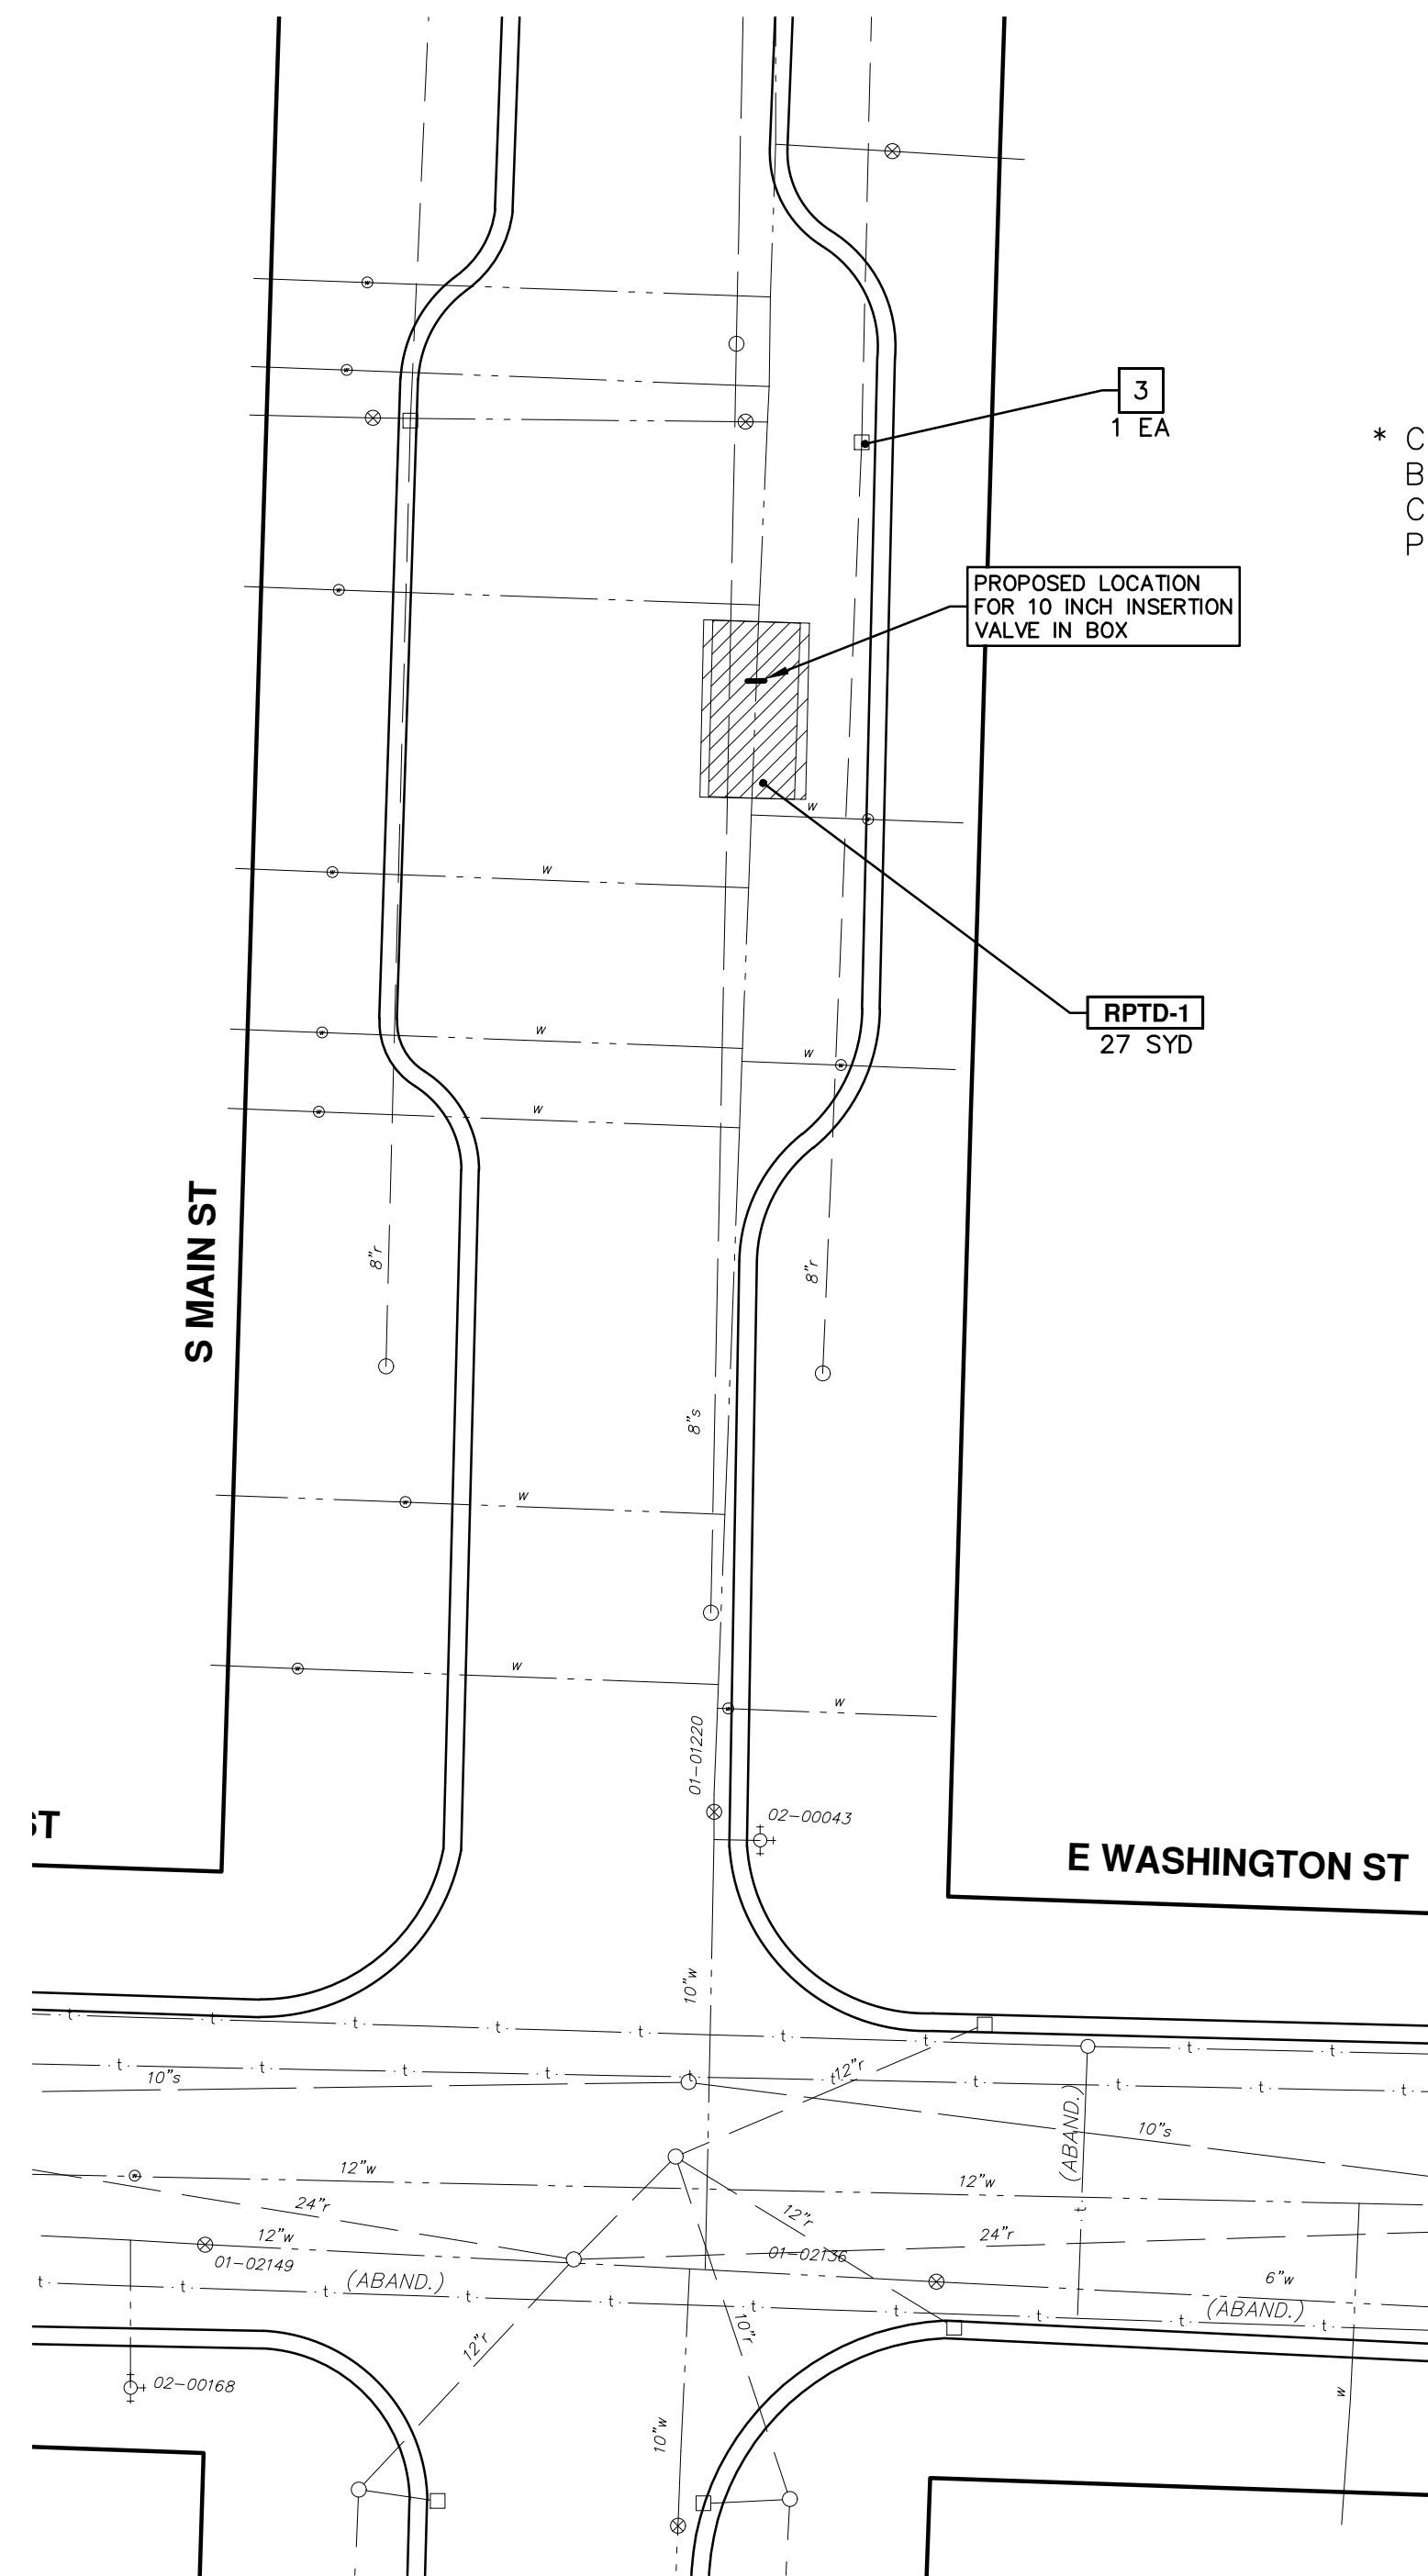 3
1 EA
* C
B
C
P
PROPOSED LOCATION
FOR 10 INCH INSERTION
VALVE IN BOX
w
w
RPTD-1
27 SYD
w
w
w
S MAIN ST
8"r
8"r
8"s
w
w
w
01-01220
02-00043
ST
E WASHINGTON ST
10"w
t t t t t t t
t t
t t t t t t t t t t
10"s
12"r
(ABAND.)
10"s
12"w
12"w
24"r
12"r
t
24"r
12"w
01-02149
01-02136
(ABAND.)
6"w
(ABAND.)
t t t t t t t t t t
12"r
10"r
02-00168
10"w
w